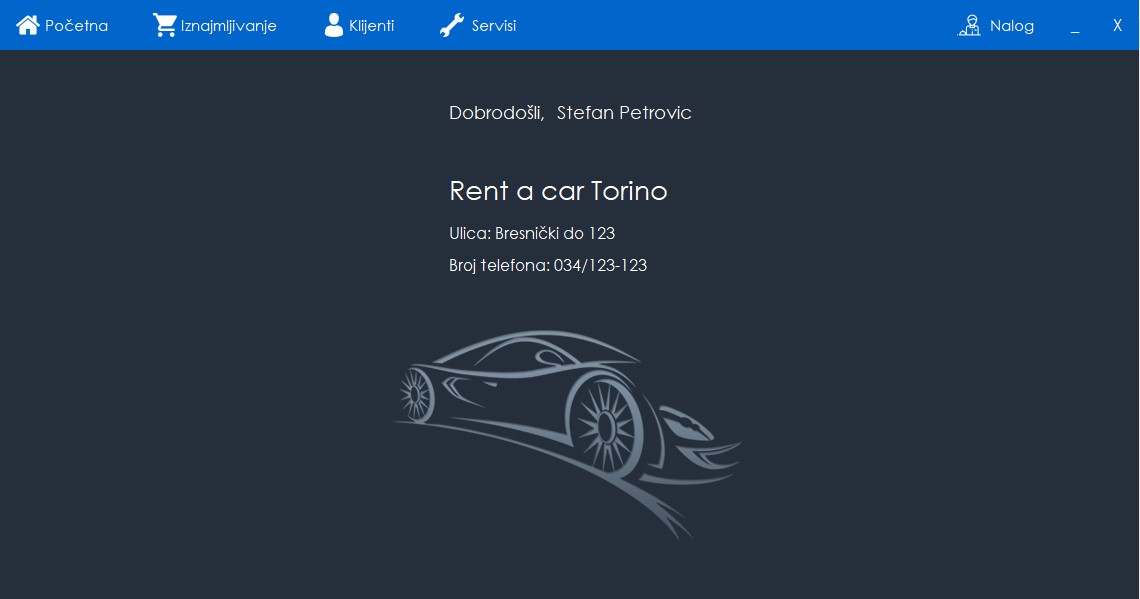 Početna Iznajmljivanje Klijenti Servisi Nalog _ X
Dobrodošli, Stefan Petrovic
Rent a car Torino
Ulica: Bresnički do 123
Broj telefona: 034/123-123